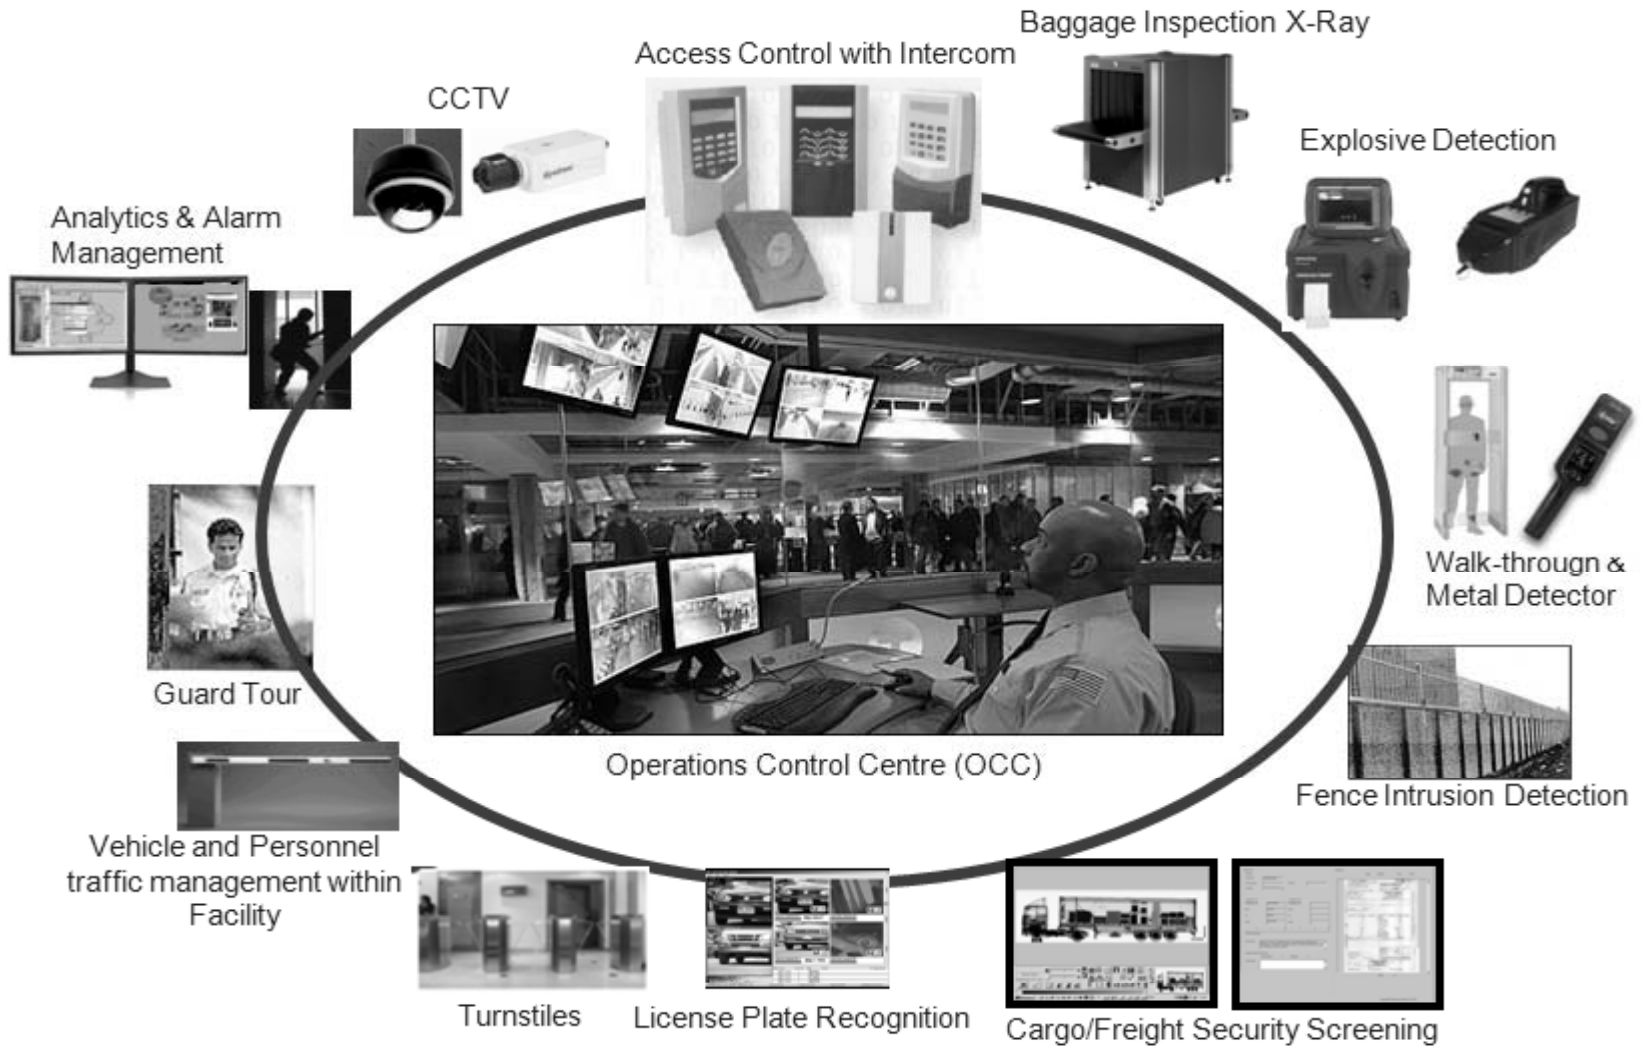 Baggage Inspection X-Ray
Access Control with Intercom
CCTV
Explosive Detection
Analytics & Alarm
Management
Walk-througn &
Metal Detector
Guard Tour
Operations Control Centre (OCC)
Fence Intrusion Detection
Vehicle and Personnel
traffic management within
Facility
Turnstiles
License Plate Recognition
Cargo/Freight Security Screening